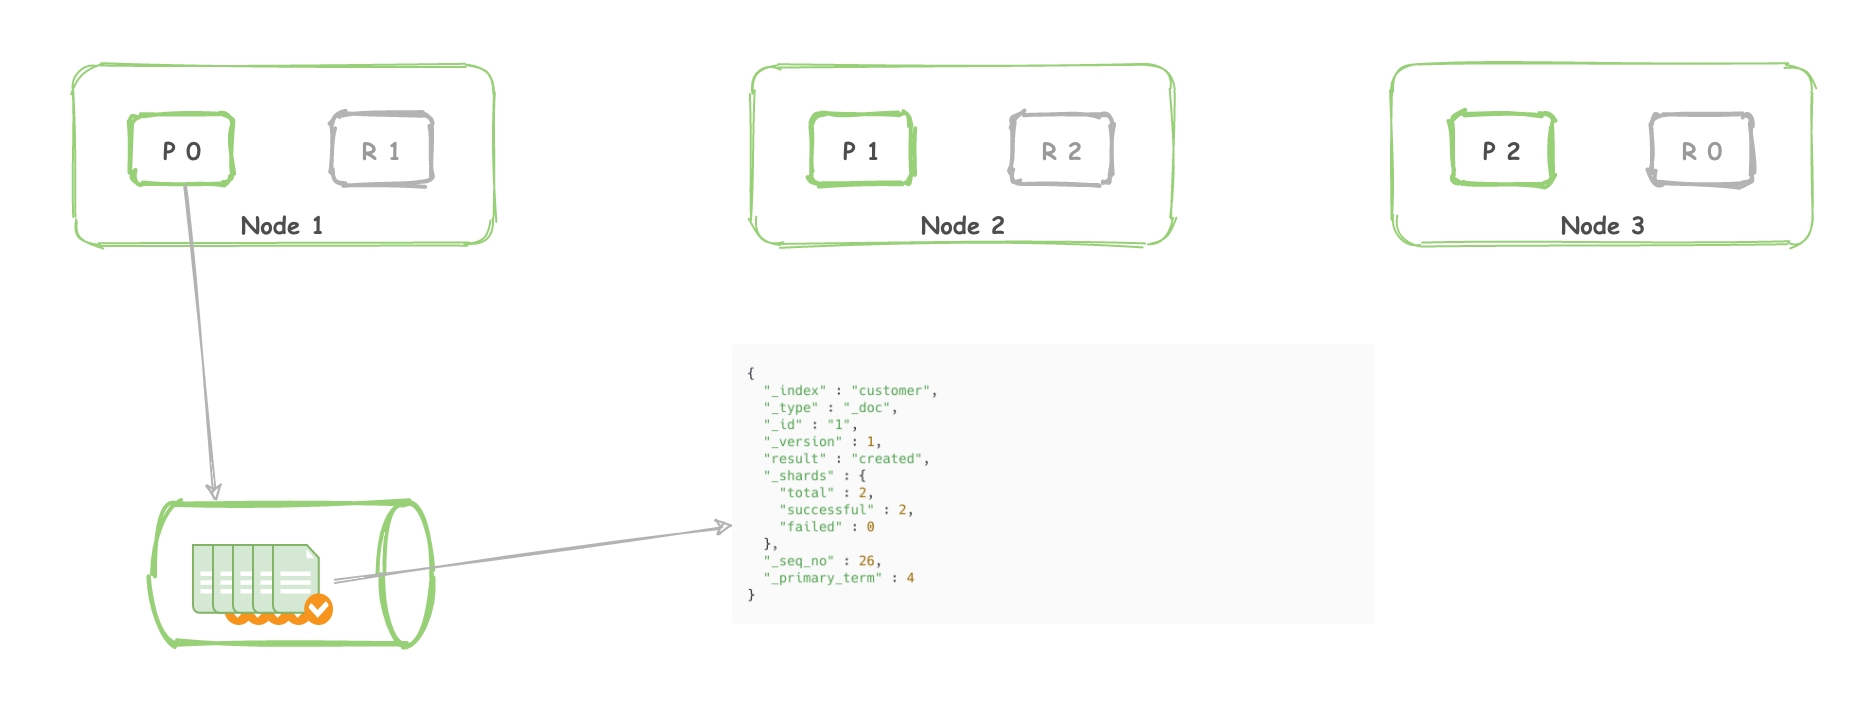 P 0
R 1
Node 1
P 1
R 2
Node 2
P 2
R 0
Node 3
{
  "_index" : "customer",
  "_type" : "_doc",
  "_id" : "1",
  "_version" : 1,
  "result" : "created",
  "_shards" : {
    "total" : 2,
    "successful" : 2,
    "failed" : 0
  },
  "_seq_no" : 26,
  "_primary_term" : 4
}